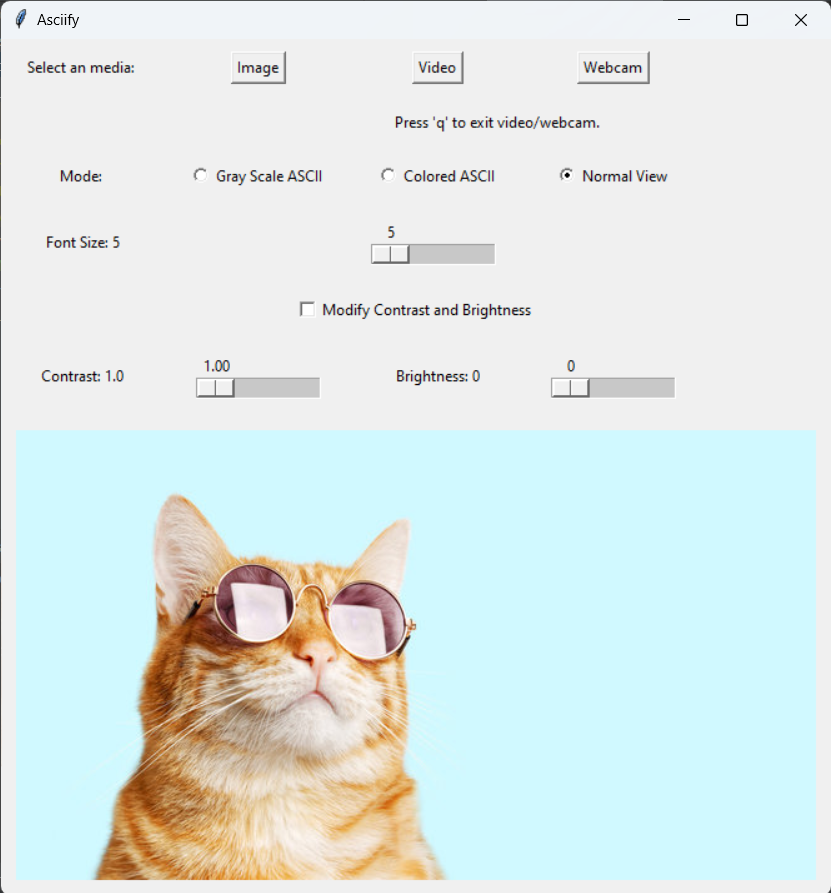 Asciify
Select an media: Image Video Webcam
Press 'q' to exit video/webcam.
Mode: Gray Scale ASCII Colored ASCII Normal View
5
Font Size: 5
Modify Contrast and Brightness
1.00 0
Contrast: 1.0 Brightness: 0